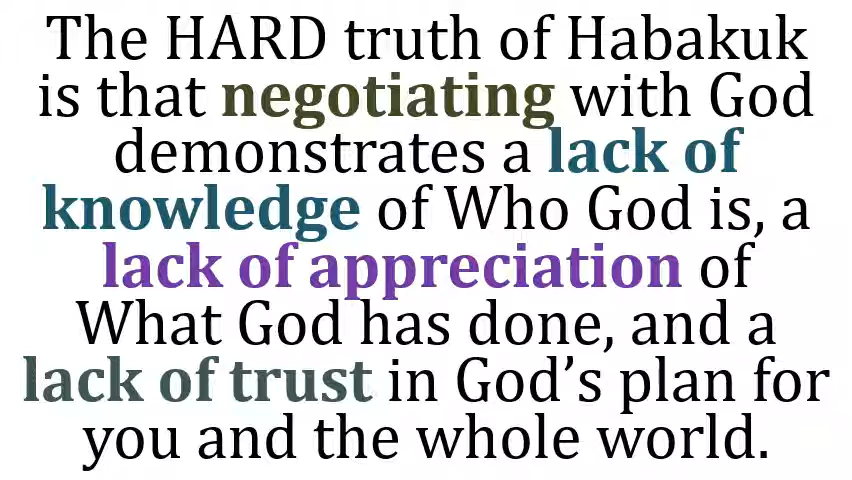 The HARD truth of Habakuk
is that negotiating with God
demonstrates a lack of
knowledge of Who God is, a
lack of appreciation of
What God has done, and a
lack of trust in God’s plan for
you and the whole world.